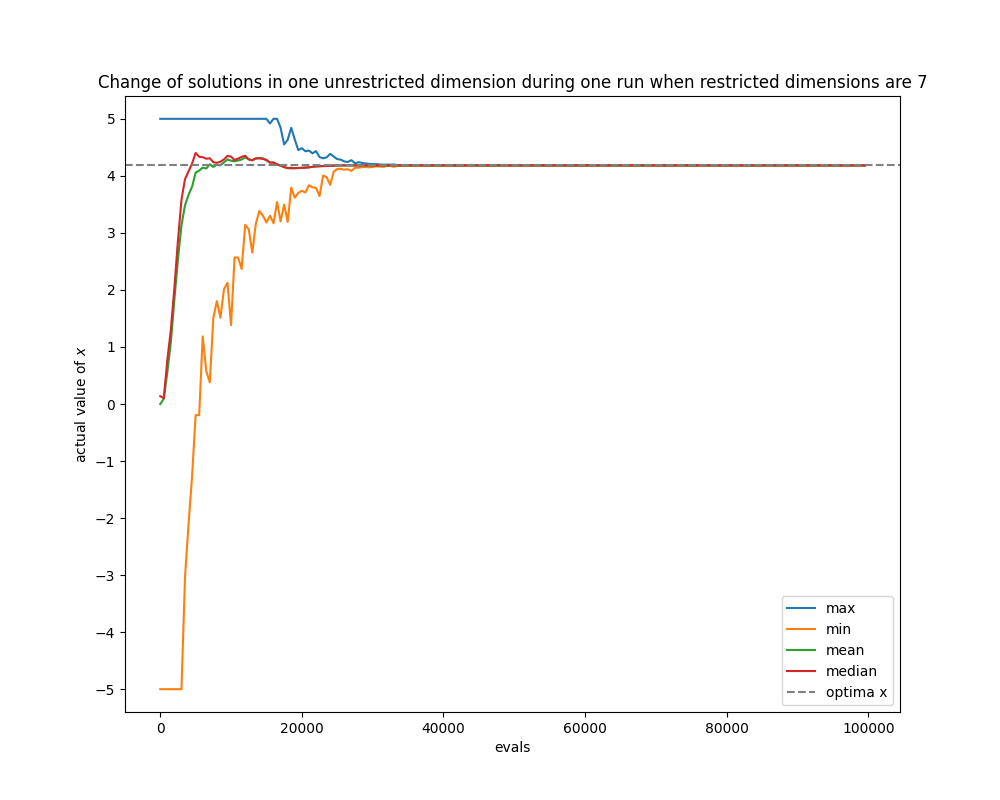 Change of solutions in one unrestricted dimension during one run when restricted dimensions are 7
actual value of x
5
4
3
2
1
0
−1
−2
−3
−4
−5
max
min
mean
median
optima x
0 20000 40000 60000 80000 100000
evals